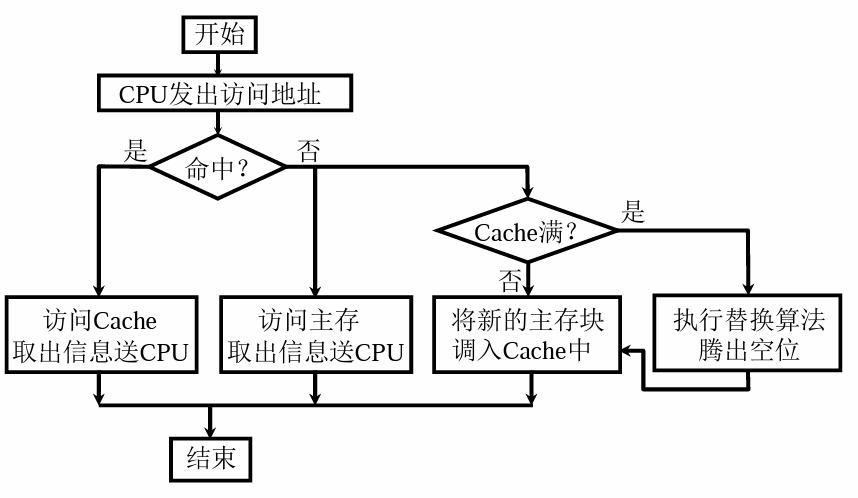 开始
CPU发出访问地址
是
命中？
否
Cache满？
是
否
访问Cache
取出信息送CPU
访问主存
取出信息送CPU
将新的主存块
调入Cache中
执行替换算法
腾出空位
结束